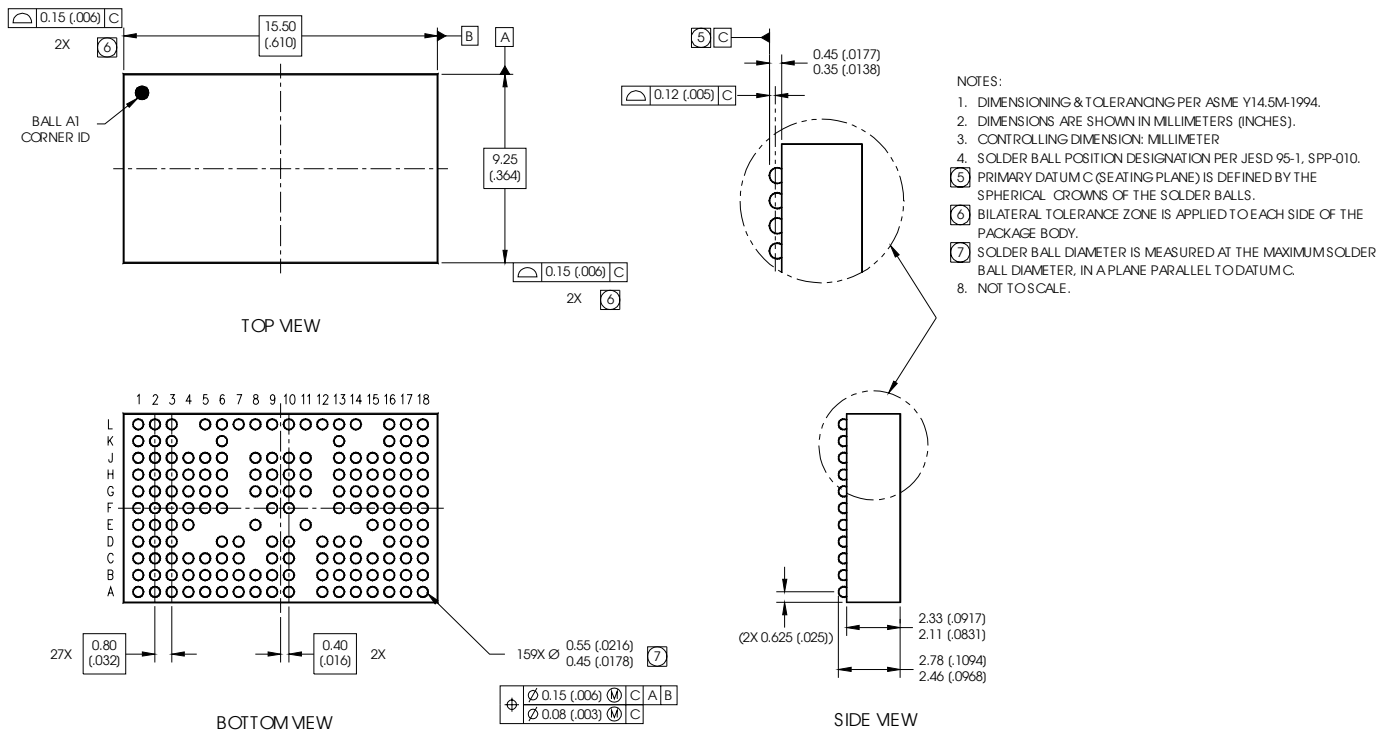 0.15 [.006] C
2X 6
15.50
[.610]
B
A
BALL A1
CORNER ID
9.25
[.364]
0.15 [.006] C
2X 6
TOP VIEW
5 C
0.45 [.0177]
0.35 [.0138]
0.12 [.005] C
NOTES:
1. DIMENSIONING & TOLERANCING PER ASME Y14.5M-1994.
2. DIMENSIONS ARE SHOWN IN MILLIMETERS [INCHES].
3. CONTROLLING DIMENSION: MILLIMETER
4. SOLDER BALL POSITION DESIGNATION PER JESD 95-1, SPP-010.
5 PRIMARY DATUM C (SEATING PLANE) IS DEFINED BY THE
SPHERICAL CROWNS OF THE SOLDER BALLS.
6 BILATERAL TOLERANCE ZONE IS APPLIED TO EACH SIDE OF THE
PACKAGE BODY.
7 SOLDER BALL DIAMETER IS MEASURED AT THE MAXIMUM SOLDER
BALL DIAMETER, IN A PLANE PARALLEL TO DATUM C.
8. NOT TO SCALE.
1 2 3 4 5 6 7 8 9 10 11 12 13 14 15 16 17 18
L
K
J
H
G
F
E
D
C
B
A
27X
0.80
[.032]
0.40
[.016]
2X
159X Ø 0.55 [.0216]
0.45 [.0178]
7
Ø 0.15 [.006] Ⓜ C A B
Ø 0.08 [.003] Ⓜ C
BOTTOM VIEW
(2X 0.625 [.025])
2.33 [.0917]
2.11 [.0831]
2.78 [.1094]
2.46 [.0968]
SIDE VIEW